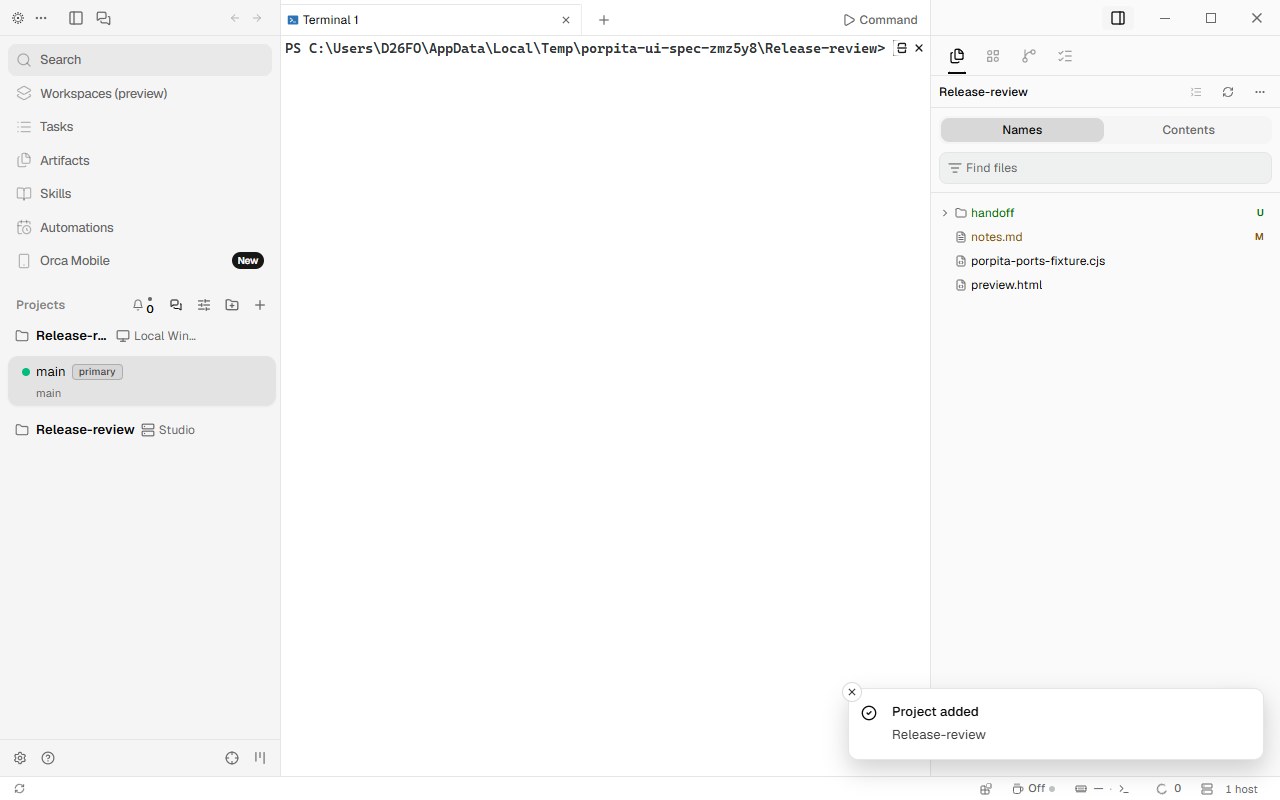 Terminal 1
Command
Search
PS C:\Users\D26FO\AppData\Local\Temp\porpita-ui-spec-zmz5y8\Release-review>
Workspaces (preview)
Tasks
Artifacts
Skills
Automations
Orca Mobile
New
Projects
0
Release-r...
Local Win...
main
primary
main
Release-review
Studio
Release-review
Names
Contents
Find files
handoff
U
notes.md
M
porpita-ports-fixture.cjs
preview.html
Project added
Release-review
Off
0
1 host